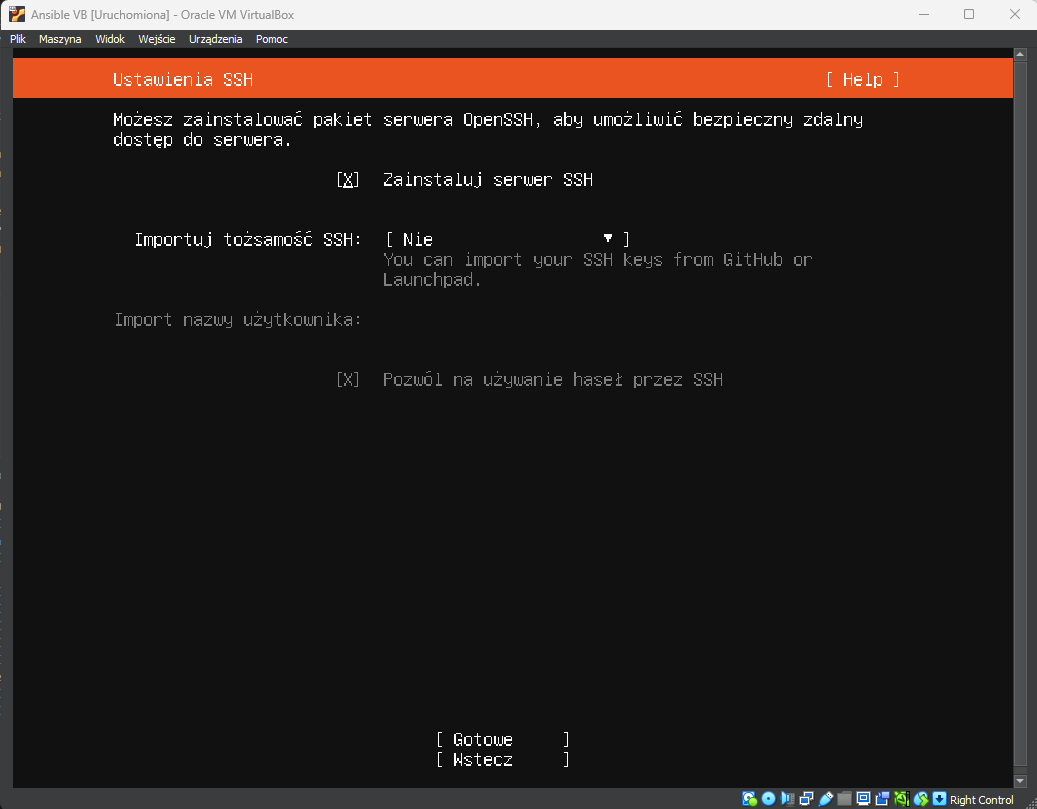 Ansible VB [Uruchomiona] - Oracle VM VirtualBox
Plik Maszyna Widok Wejście Urządzenia Pomoc
Ustawienia SSH [ Help ]
Możesz zainstalować pakiet serwera OpenSSH, aby umożliwić bezpieczny zdalny
dostęp do serwera.
[X] Zainstaluj serwer SSH
Importuj tożsamość SSH: [ Nie ▼ ]
You can import your SSH keys from GitHub or
Launchpad.
Import nazwy użytkownika:
[X] Pozwól na używanie haseł przez SSH
[ Gotowe ]
[ Wstecz ]
Right Control